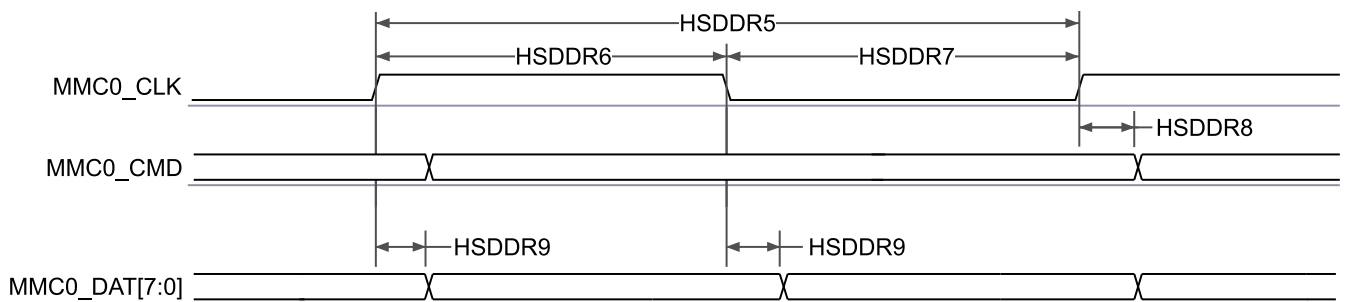 HSDDR5
HSDDR6 HSDDR7
MMC0_CLK
HSDDR8
MMC0_CMD
HSDDR9 HSDDR9
MMC0_DAT[7:0]